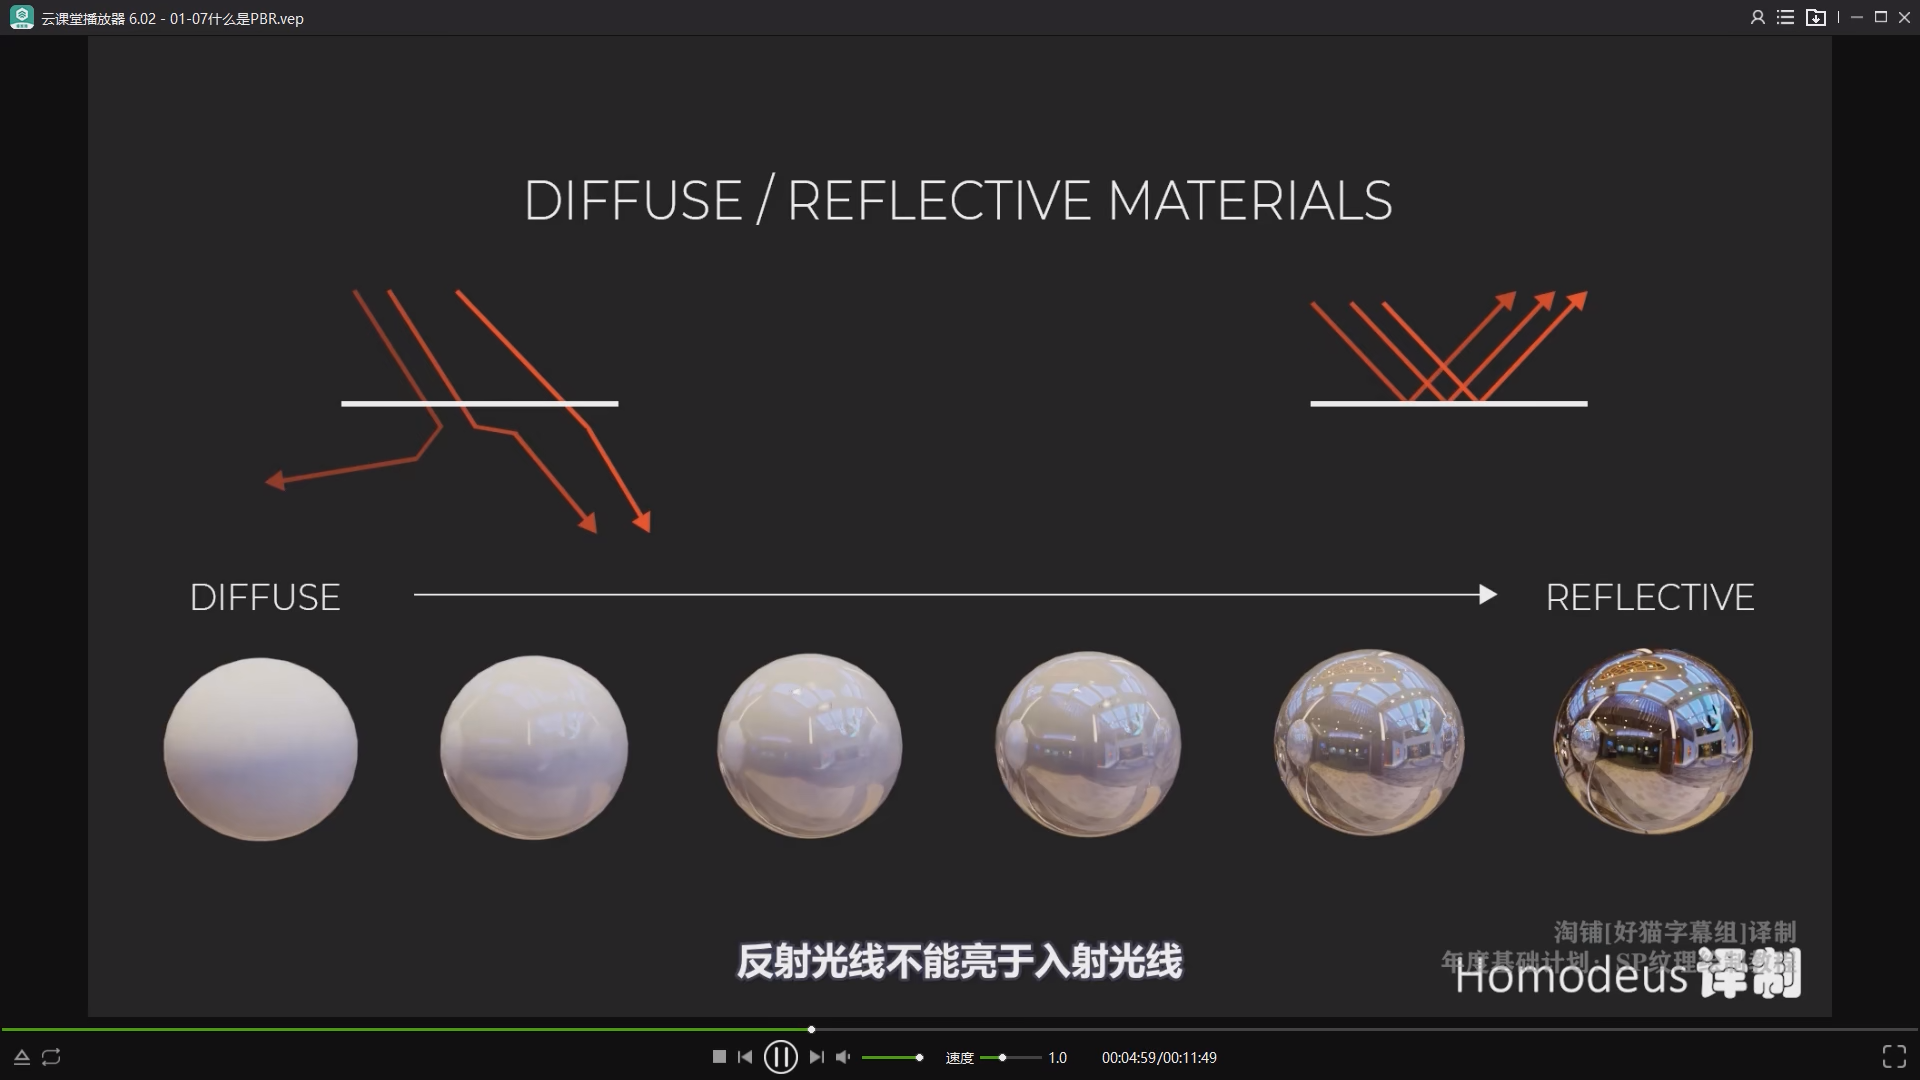 云课堂播放器 6.02 - 01-07什么是PBR.vep
DIFFUSE / REFLECTIVE MATERIALS
DIFFUSE
REFLECTIVE
反射光线不能亮于入射光线
淘铺[好猫字幕组]译制
年度基础计划：SP纹理
Homodeus 译制
速度 1.0 00:04:59/00:11:49